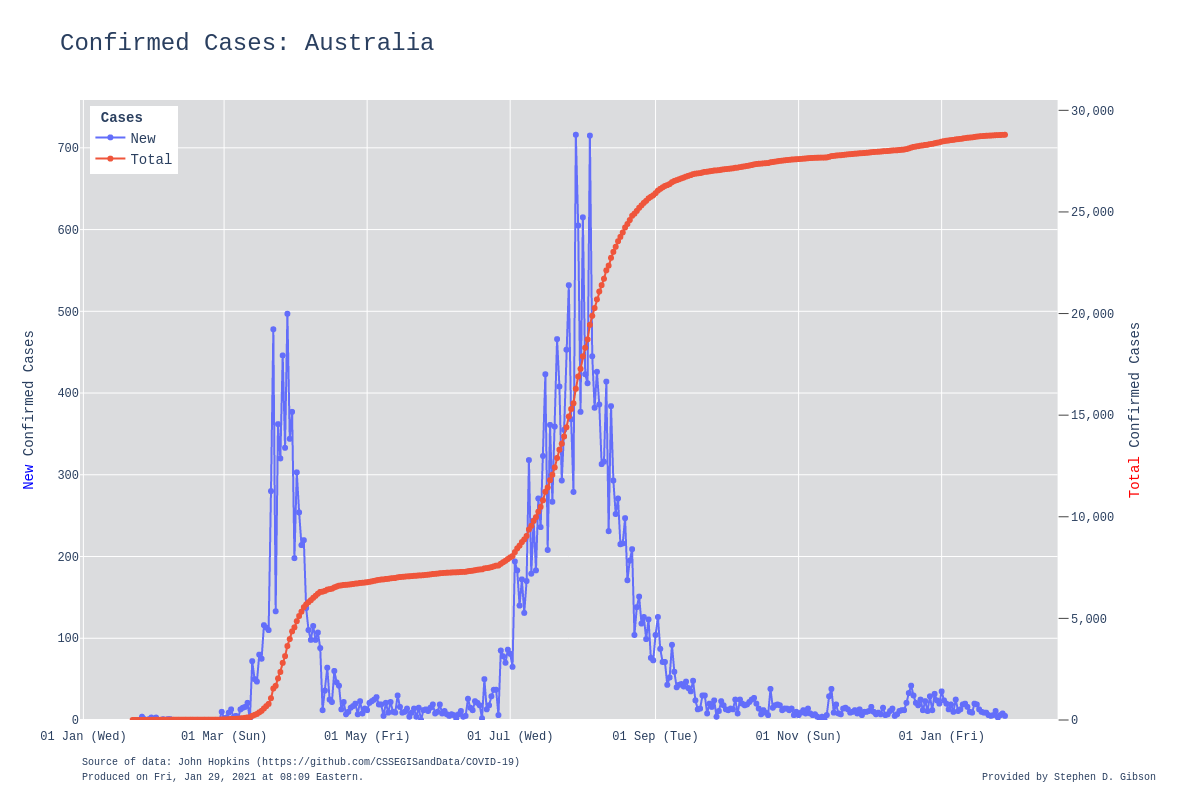 Confirmed Cases: Australia
Cases
New
Total
700
600
500
400
300
200
100
0
New Confirmed Cases
30,000
25,000
20,000
15,000
10,000
5,000
0
Total Confirmed Cases
01 Jan (Wed)
01 Mar (Sun)
01 May (Fri)
01 Jul (Wed)
01 Sep (Tue)
01 Nov (Sun)
01 Jan (Fri)
Source of data: John Hopkins (https://github.com/CSSEGISandData/COVID-19)
Produced on Fri, Jan 29, 2021 at 08:09 Eastern.
Provided by Stephen D. Gibson